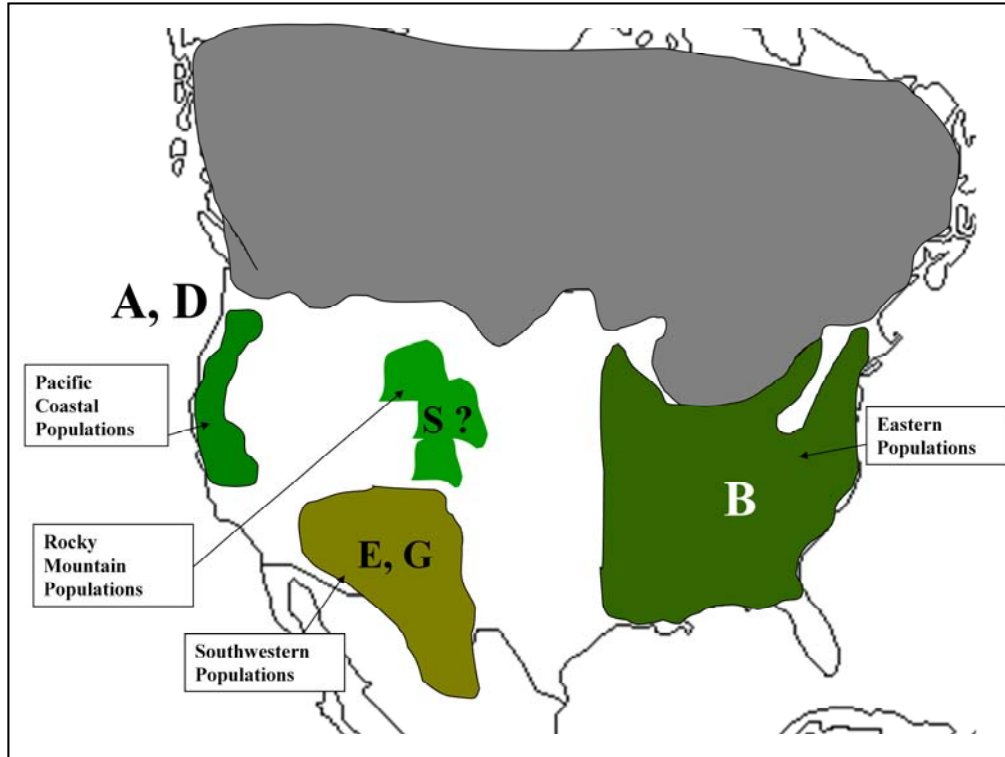 A, D
Pacific
Coastal
Populations
S ?
Eastern
Populations
B
Rocky
Mountain
Populations
E, G
Southwestern
Populations